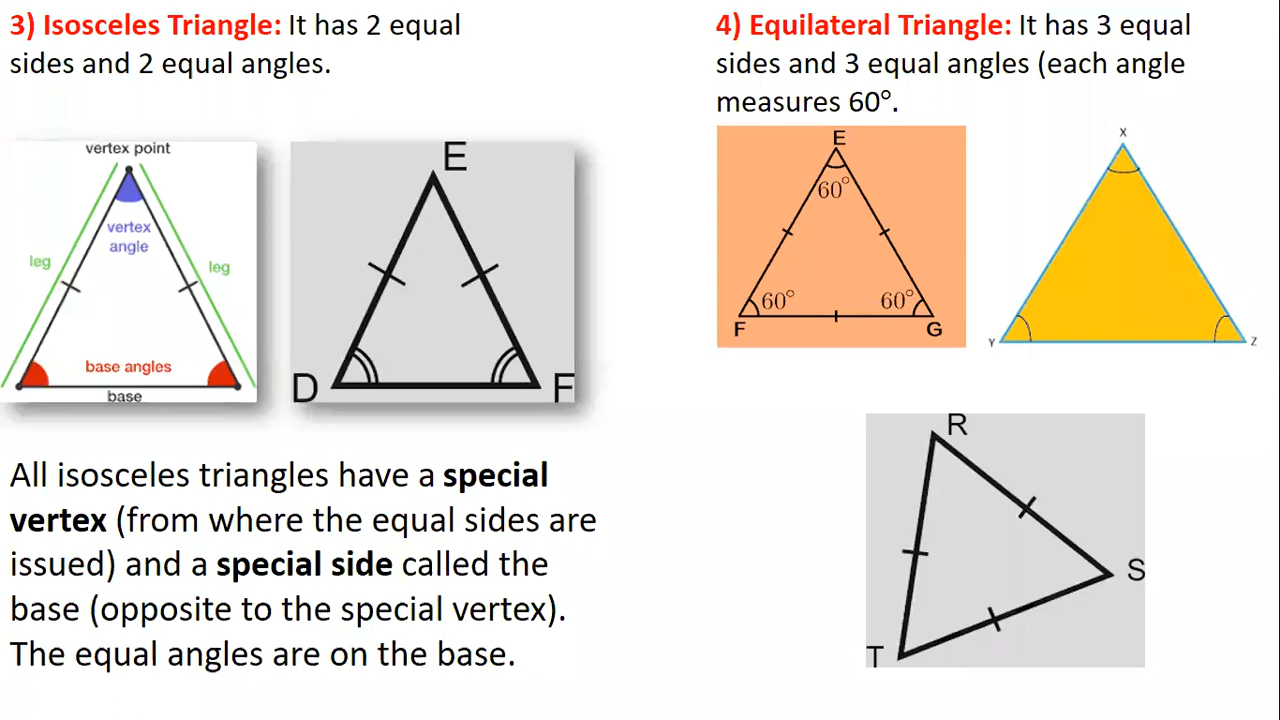 3) Isosceles Triangle: It has 2 equal
sides and 2 equal angles.
vertex point
vertex
angle
leg
leg
base angles
base
E
D
F
All isosceles triangles have a special
vertex (from where the equal sides are
issued) and a special side called the
base (opposite to the special vertex).
The equal angles are on the base.
4) Equilateral Triangle: It has 3 equal
sides and 3 equal angles (each angle
measures 60°.
E
60°
60°
60°
F
G
X
Y
Z
R
S
T